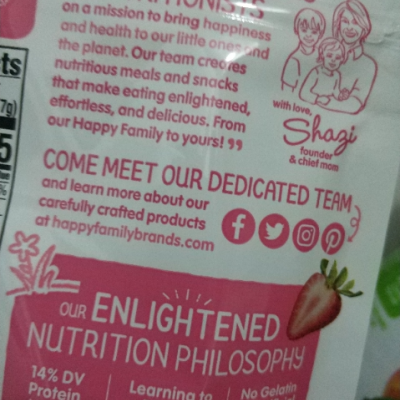 on a mission to bring happiness
and health to our little ones and
the planet. Our team creates
nutritious meals and snacks
that make eating enlightened,
effortless, and delicious. From
our Happy Family to yours! ”
with love,
Shazi
founder
& chief mom
COME MEET OUR DEDICATED TEAM
and learn more about our
carefully crafted products
at happyfamilybrands.com
OUR ENLIGHTENED
NUTRITION PHILOSOPHY
14% DV
Protein
Learning to
No Gelatin